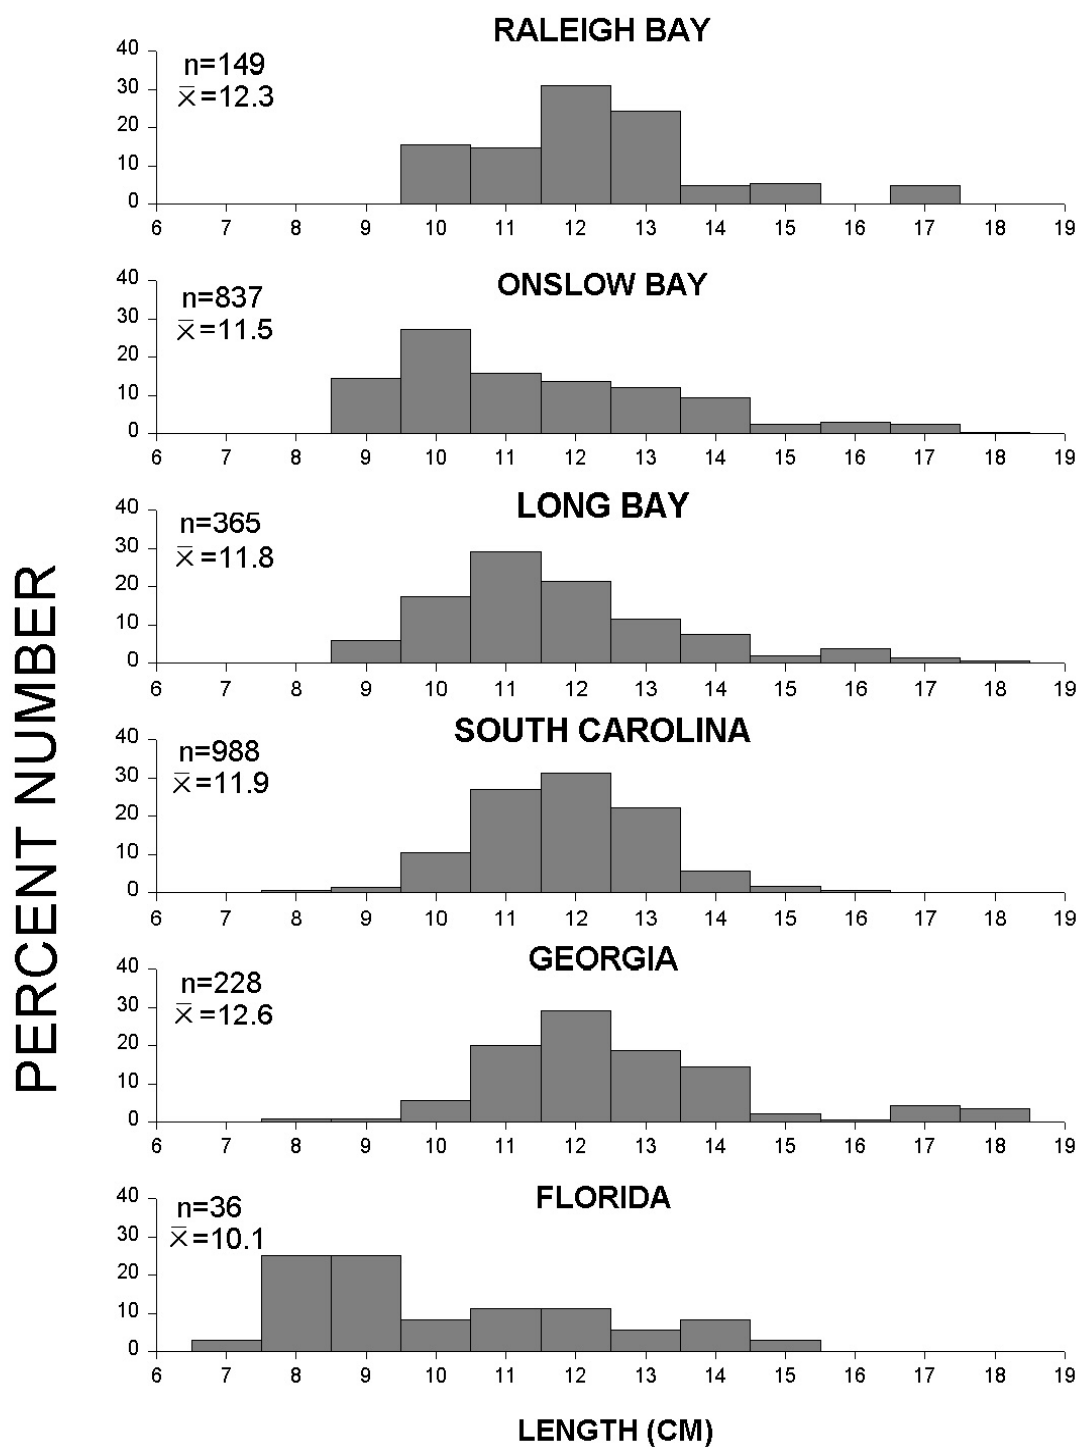 RALEIGH BAY
n=149
x̄=12.3
40
30
20
10
0
6 7 8 9 10 11 12 13 14 15 16 17 18 19
ONSLOW BAY
n=837
x̄=11.5
40
30
20
10
0
6 7 8 9 10 11 12 13 14 15 16 17 18 19
LONG BAY
n=365
x̄=11.8
40
30
20
10
0
6 7 8 9 10 11 12 13 14 15 16 17 18 19
PERCENT NUMBER
SOUTH CAROLINA
n=988
x̄=11.9
40
30
20
10
0
6 7 8 9 10 11 12 13 14 15 16 17 18 19
GEORGIA
n=228
x̄=12.6
40
30
20
10
0
6 7 8 9 10 11 12 13 14 15 16 17 18 19
FLORIDA
n=36
x̄=10.1
40
30
20
10
0
6 7 8 9 10 11 12 13 14 15 16 17 18 19
LENGTH (CM)